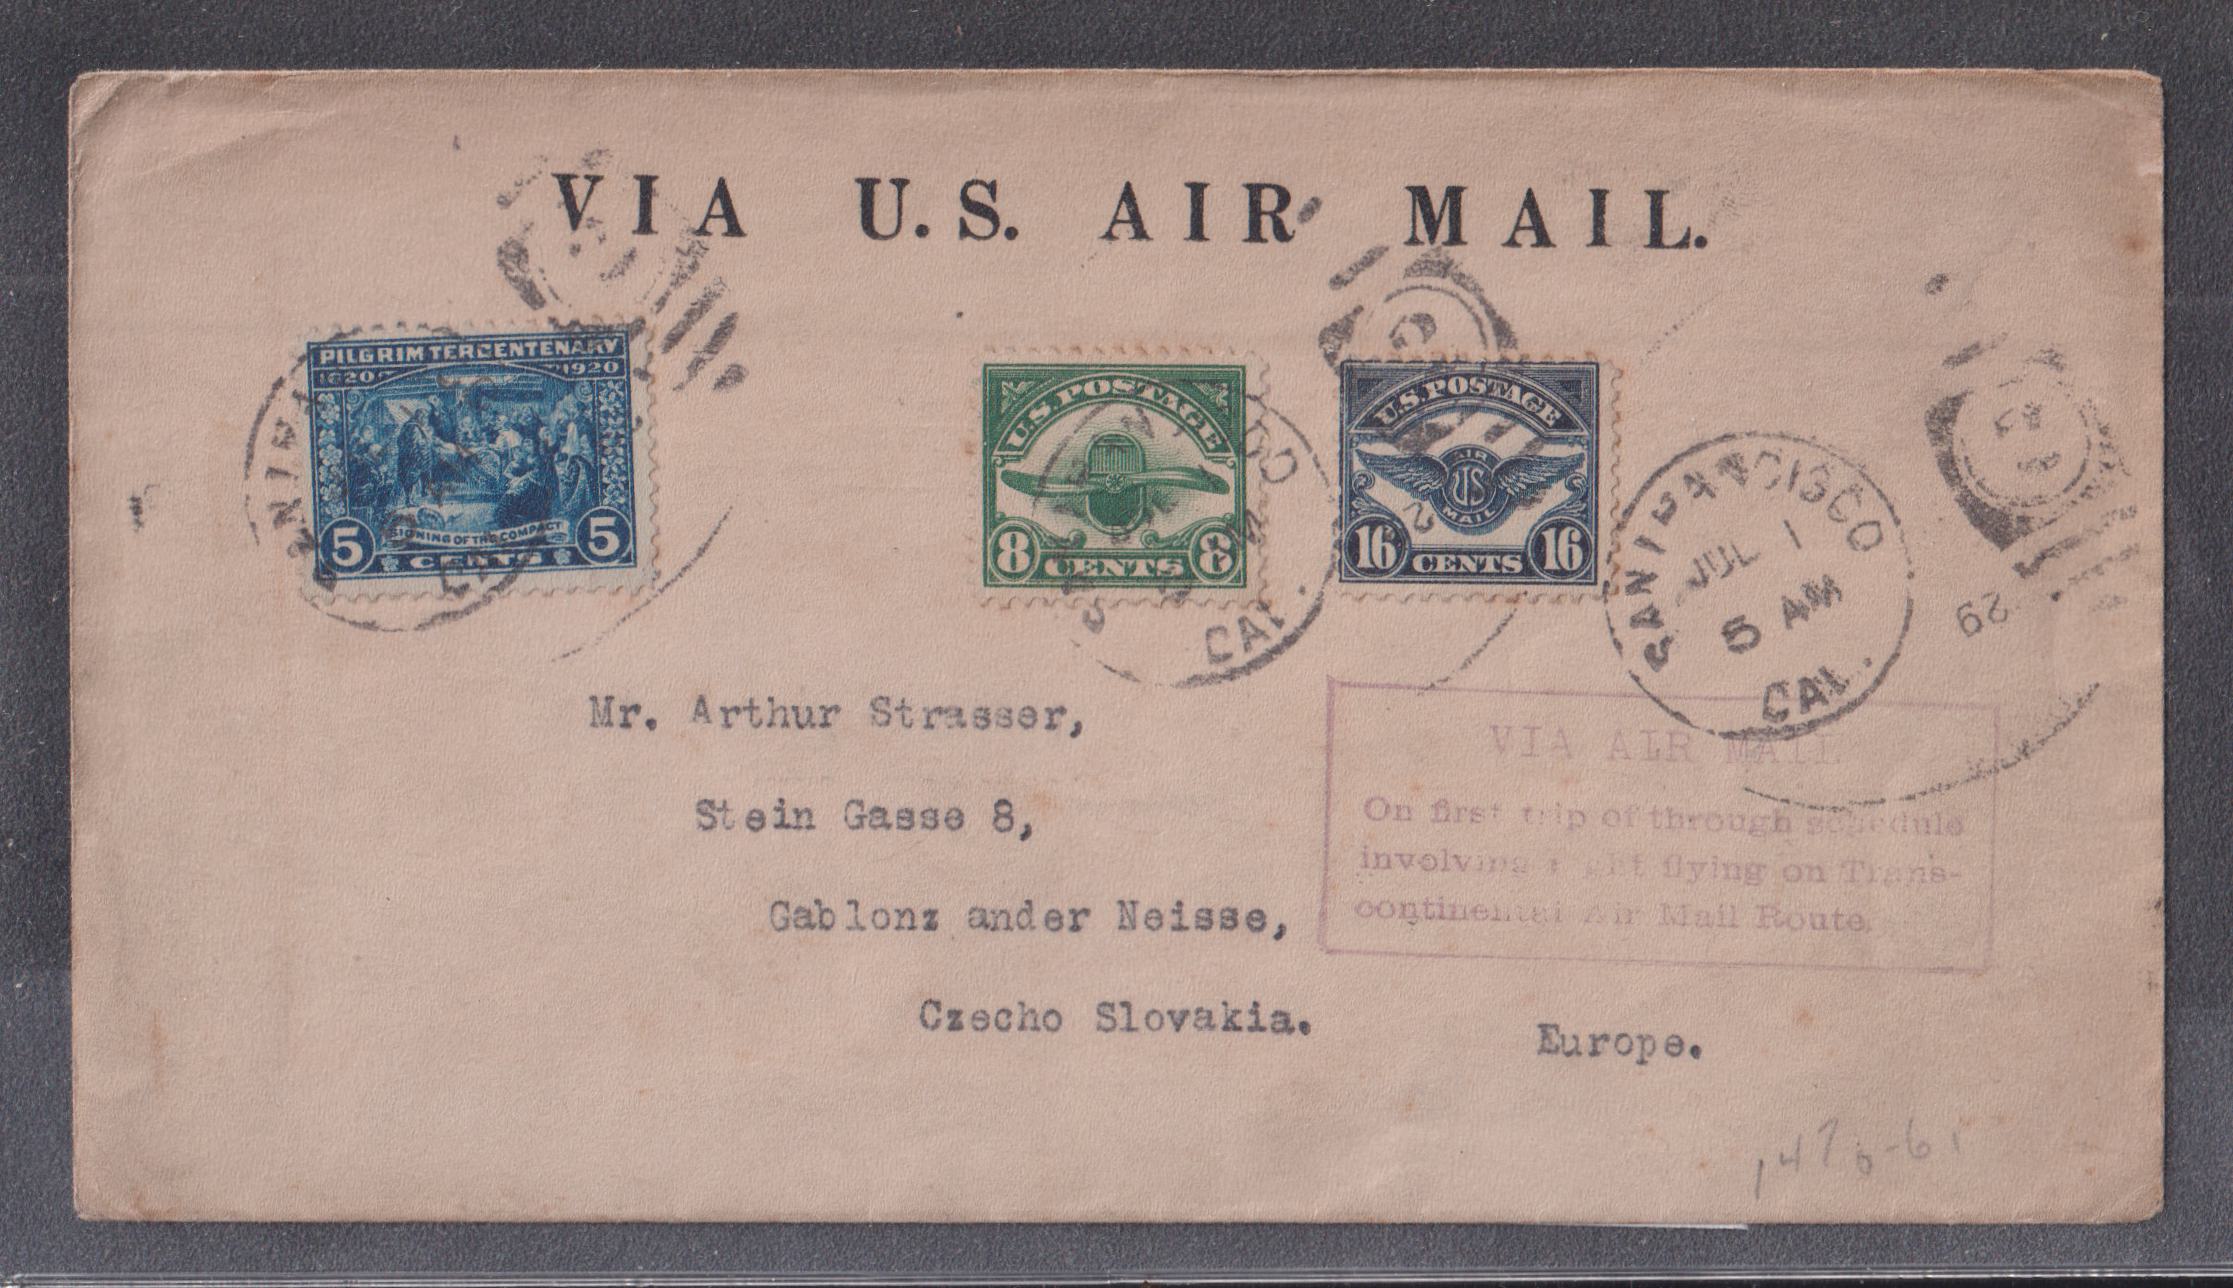 VIA U.S. AIR MAIL.
PILGRIM TERCENTENARY
1620 1920
SIGNING OF THE COMPACT
5 CENTS 5
U.S. POSTAGE
8 CENTS 8
U.S. POSTAGE
AIR
US
MAIL
16 CENTS 16
SAN FRANCISCO
JUL 1
5 AM
CAL.
CAL.
29
Mr. Arthur Strasser,
Stein Gasse 8,
Gablonz ander Neisse,
Czecho Slovakia.
Europe.
VIA AIR MAIL
On first trip of through schedule
involving night flying on Trans-
continental Air Mail Route.